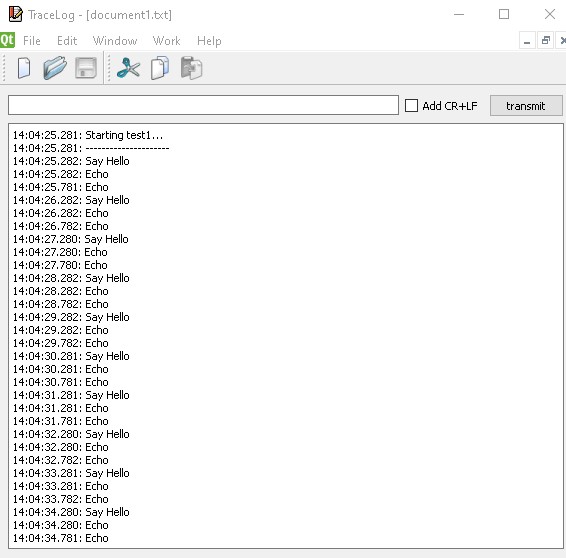 TraceLog - [document1.txt]
Qt File Edit Window Work Help
Add CR+LF transmit
14:04:25.281: Starting test1...
14:04:25.281: ---------------------
14:04:25.282: Say Hello
14:04:25.282: Echo
14:04:25.781: Echo
14:04:26.282: Say Hello
14:04:26.282: Echo
14:04:26.782: Echo
14:04:27.280: Say Hello
14:04:27.280: Echo
14:04:27.780: Echo
14:04:28.282: Say Hello
14:04:28.282: Echo
14:04:28.782: Echo
14:04:29.282: Say Hello
14:04:29.282: Echo
14:04:29.782: Echo
14:04:30.281: Say Hello
14:04:30.281: Echo
14:04:30.781: Echo
14:04:31.281: Say Hello
14:04:31.281: Echo
14:04:31.781: Echo
14:04:32.280: Say Hello
14:04:32.280: Echo
14:04:32.782: Echo
14:04:33.281: Say Hello
14:04:33.281: Echo
14:04:33.782: Echo
14:04:34.280: Say Hello
14:04:34.280: Echo
14:04:34.781: Echo